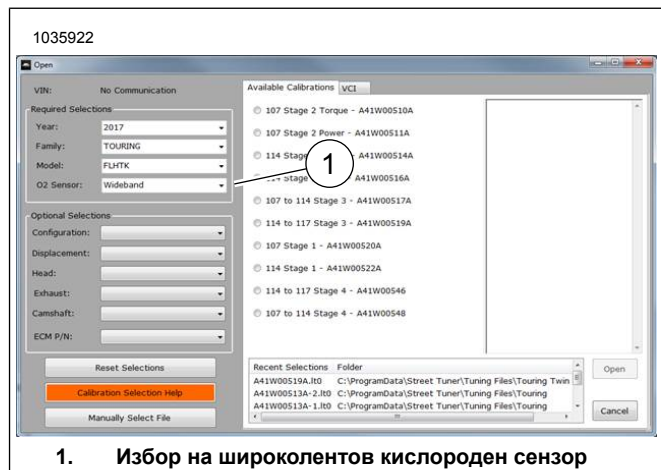 1035922
Open
VIN: No Communication
Required Selections
Year: 2017
Family: TOURING
Model: FLHTK
O2 Sensor: Wideband
Optional Selections
Configuration:
Displacement:
Head:
Exhaust:
Camshaft:
ECM P/N:
Reset Selections
Calibration Selection Help
Manually Select File
Available Calibrations VCI
107 Stage 2 Torque - A41W00510A
107 Stage 2 Power - A41W00511A
114 Stage - A41W00514A
114 Stage A41W00516A
107 to 114 Stage 3 - A41W00517A
114 to 117 Stage 3 - A41W00519A
107 Stage 1 - A41W00520A
114 Stage 1 - A41W00522A
114 to 117 Stage 4 - A41W00546
107 to 114 Stage 4 - A41W00548
1
Recent Selections Folder
A41W00519A.lt0 C:\ProgramData\Street Tuner\Tuning Files\Touring Twin
A41W00513A-2.lt0 C:\ProgramData\Street Tuner\Tuning Files\Touring
A41W00513A-1.lt0 C:\ProgramData\Street Tuner\Tuning Files\Touring
Open
Cancel
1. Избор на широколентов кислороден сензор